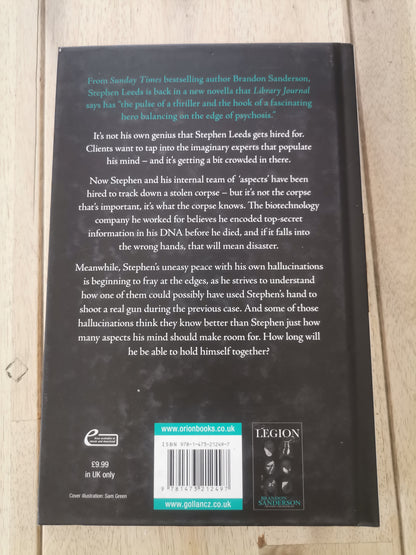 From Sunday Times bestselling author Brandon Sanderson,
Stephen Leeds is back in a new novella that Library Journal
says has "the pulse of a thriller and the hook of a fascinating
hero balancing on the edge of psychosis."
It's not his own genius that Stephen Leeds gets hired for.
Clients want to tap into the imaginary experts that populate
his mind – and it's getting a bit crowded in there.
Now Stephen and his internal team of 'aspects' have been
hired to track down a stolen corpse – but it's not the corpse
that's important, it's what the corpse knows. The biotechnology
company he worked for believes he encoded top-secret
information in his DNA before he died, and if it falls into
the wrong hands, that will mean disaster.
Meanwhile, Stephen's uneasy peace with his own hallucinations
is beginning to fray at the edges, as he strives to understand
how one of them could possibly have used Stephen's hand to
shoot a real gun during the previous case. And some of those
hallucinations think they know better than Stephen just how
many aspects his mind should make room for. How long will
he be able to hold himself together?
e
£9.99
in UK only
Cover illustration: Sam Green
www.orionbooks.co.uk
ISBN 978-1-473-21249-7
9 781473 212497
www.gollancz.co.uk
LEGION
BRANDON
SANDERSON